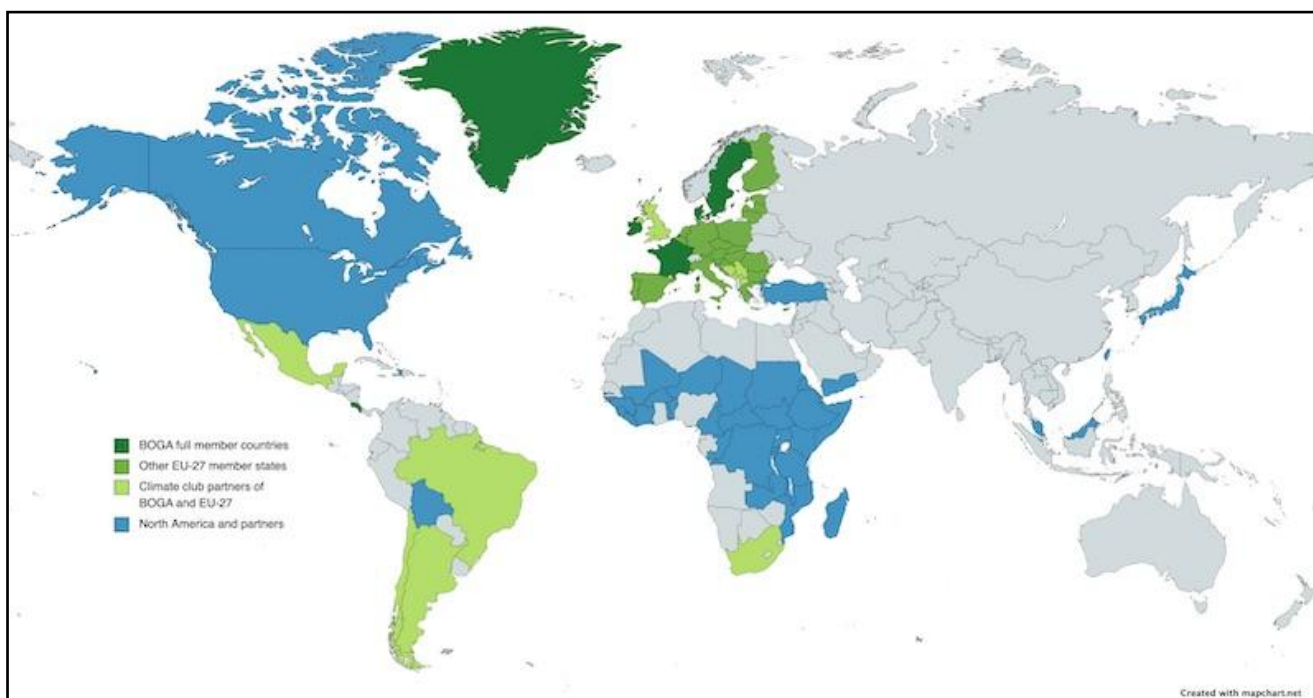 BOGA full member countries
Other EU-27 member states
Climate club partners of
BOGA and EU-27
North America and partners
Created with mapchart.net